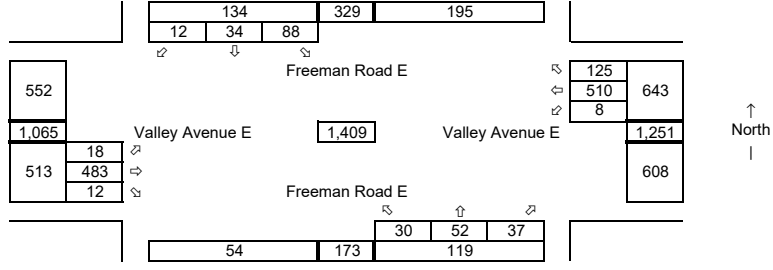 134 329 195
12 34 88
⬃ ⇩ ⬂
Freeman Road E
552
⬁ 125 643
⇦ 510
⬃ 8
↑
North
|
1,065 Valley Avenue E 1,409 Valley Avenue E 1,251
513 18 ⬀
483 ⇨
12 ⬂
608
Freeman Road E
⬁ ⇧ ⬀
30 52 37
54 173 119